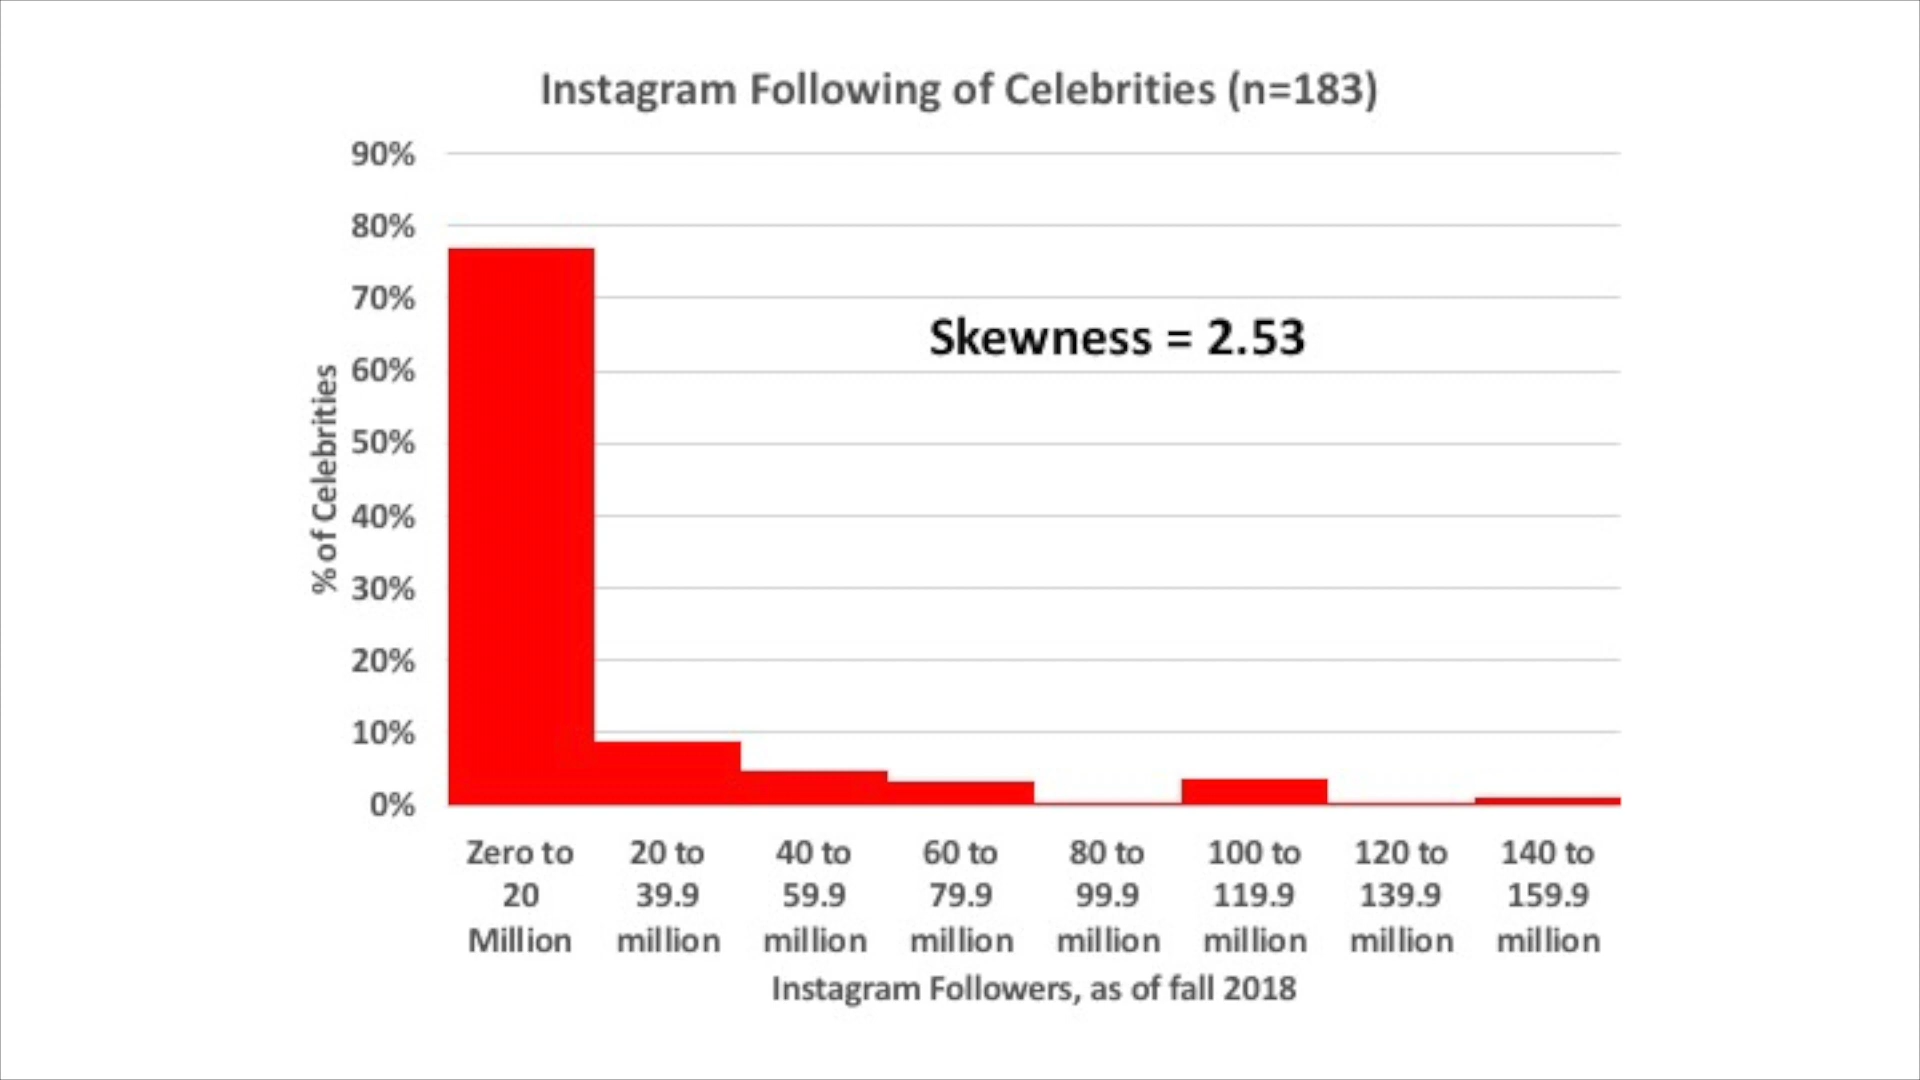 Instagram Following of Celebrities (n=183)
90%
80%
70%
60%
50%
40%
30%
20%
10%
0%
% of Celebrities
Skewness = 2.53
Zero to
20
Million
20 to
39.9
million
40 to
59.9
million
60 to
79.9
million
80 to
99.9
million
100 to
119.9
million
120 to
139.9
million
140 to
159.9
million
Instagram Followers, as of fall 2018